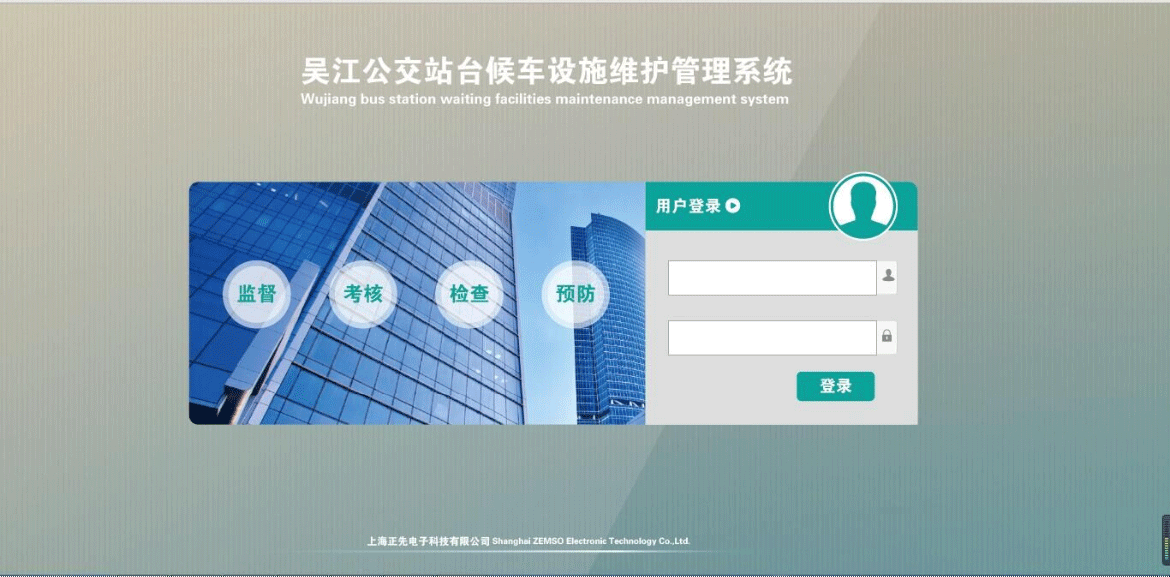 吴江公交站台候车设施维护管理系统
Wujiang bus station waiting facilities maintenance management system
用户登录
监督 考核 检查 预防
登录
上海正先电子科技有限公司 Shanghai ZEMSO Electronic Technology Co.,Ltd.